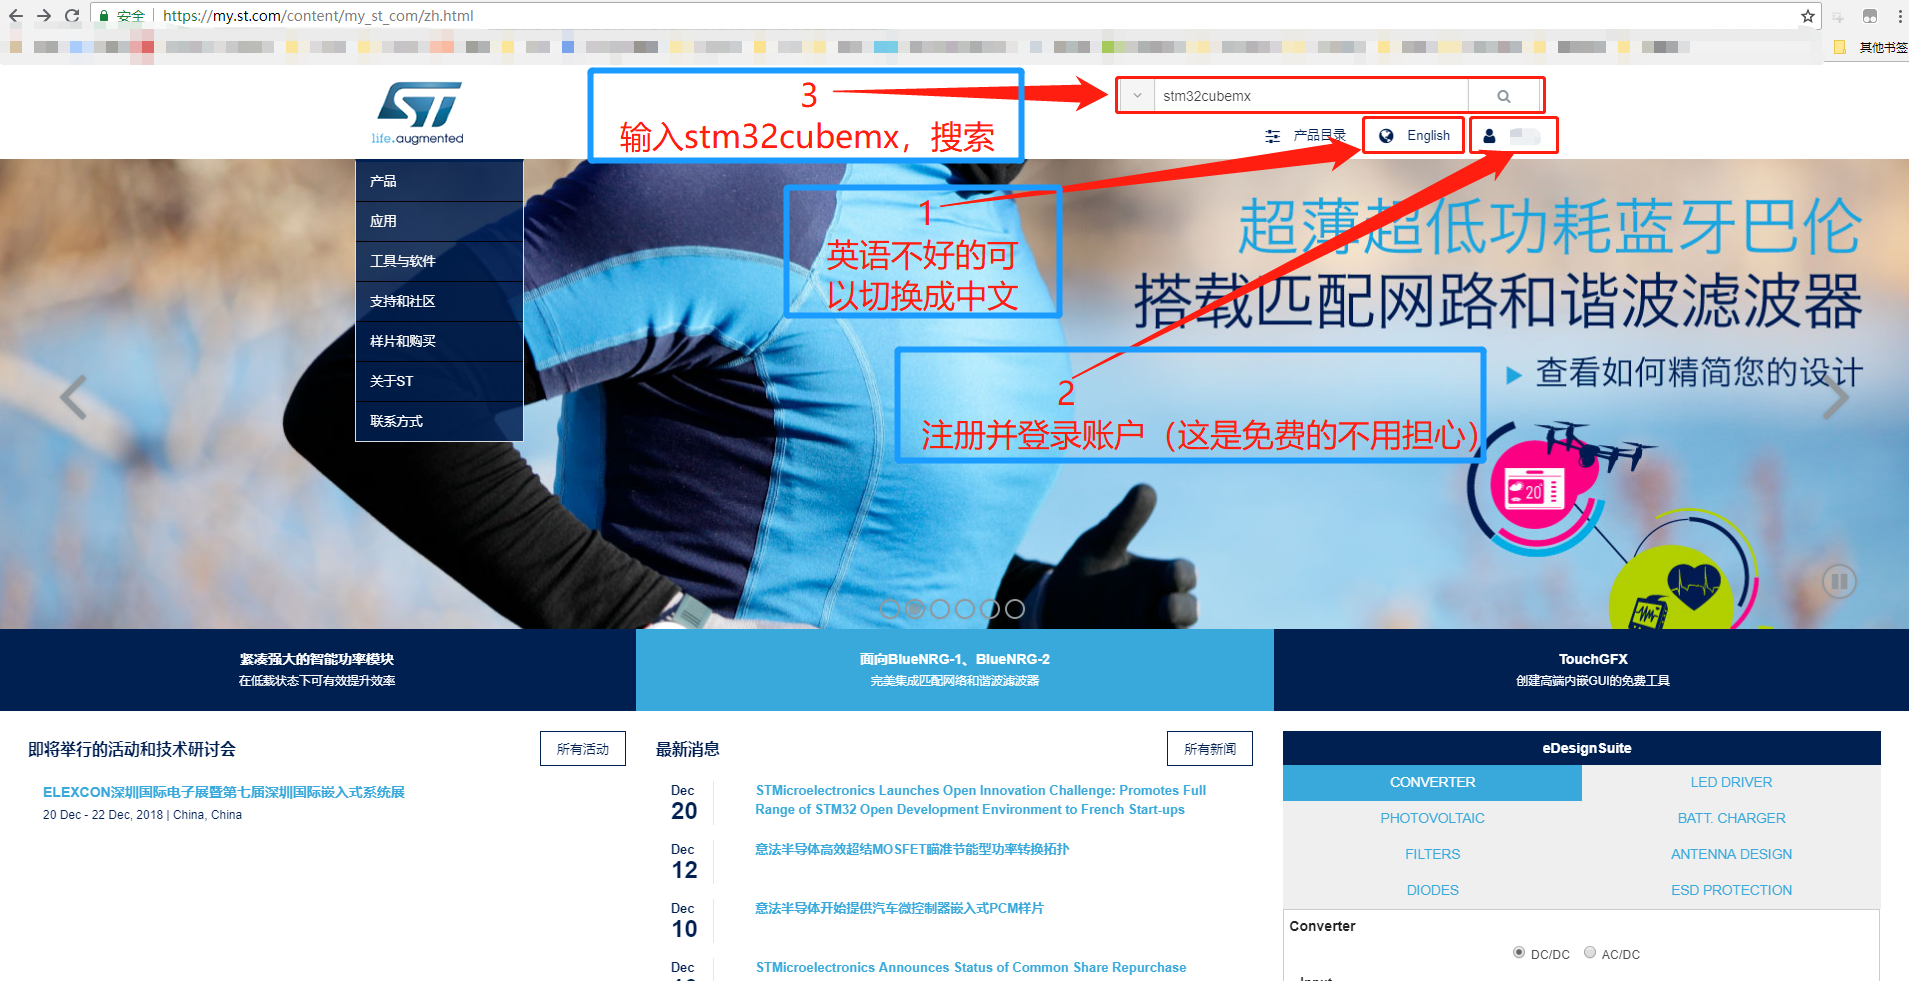 安全 | https://my.st.com/content/my_st_com/zh.html
其他书签
ST
life.augmented
3
输入stm32cubemx，搜索
stm32cubemx
产品目录
English
产品
应用
工具与软件
支持和社区
样片和购买
关于ST
联系方式
1
英语不好的可
以切换成中文
超薄超低功耗蓝牙巴伦
搭载匹配网路和谐波滤波器
查看如何精简您的设计
2
注册并登录账户（这是免费的不用担心）
20°
紧凑强大的智能功率模块
在低载状态下可有效提升效率
面向BlueNRG-1、BlueNRG-2
完美集成匹配网络和谐波滤波器
TouchGFX
创建高端内嵌GUI的免费工具
即将举行的活动和技术研讨会
所有活动
ELEXCON深圳国际电子展暨第七届深圳国际嵌入式系统展
20 Dec - 22 Dec, 2018 | China, China
最新消息
所有新闻
Dec
20
STMicroelectronics Launches Open Innovation Challenge: Promotes Full
Range of STM32 Open Development Environment to French Start-ups
Dec
12
意法半导体高效超结MOSFET瞄准节能型功率转换拓扑
Dec
10
意法半导体开始提供汽车微控制器嵌入式PCM样片
Dec
STMicroelectronics Announces Status of Common Share Repurchase
eDesignSuite
CONVERTER
LED DRIVER
PHOTOVOLTAIC
BATT. CHARGER
FILTERS
ANTENNA DESIGN
DIODES
ESD PROTECTION
Converter
DC/DC
AC/DC